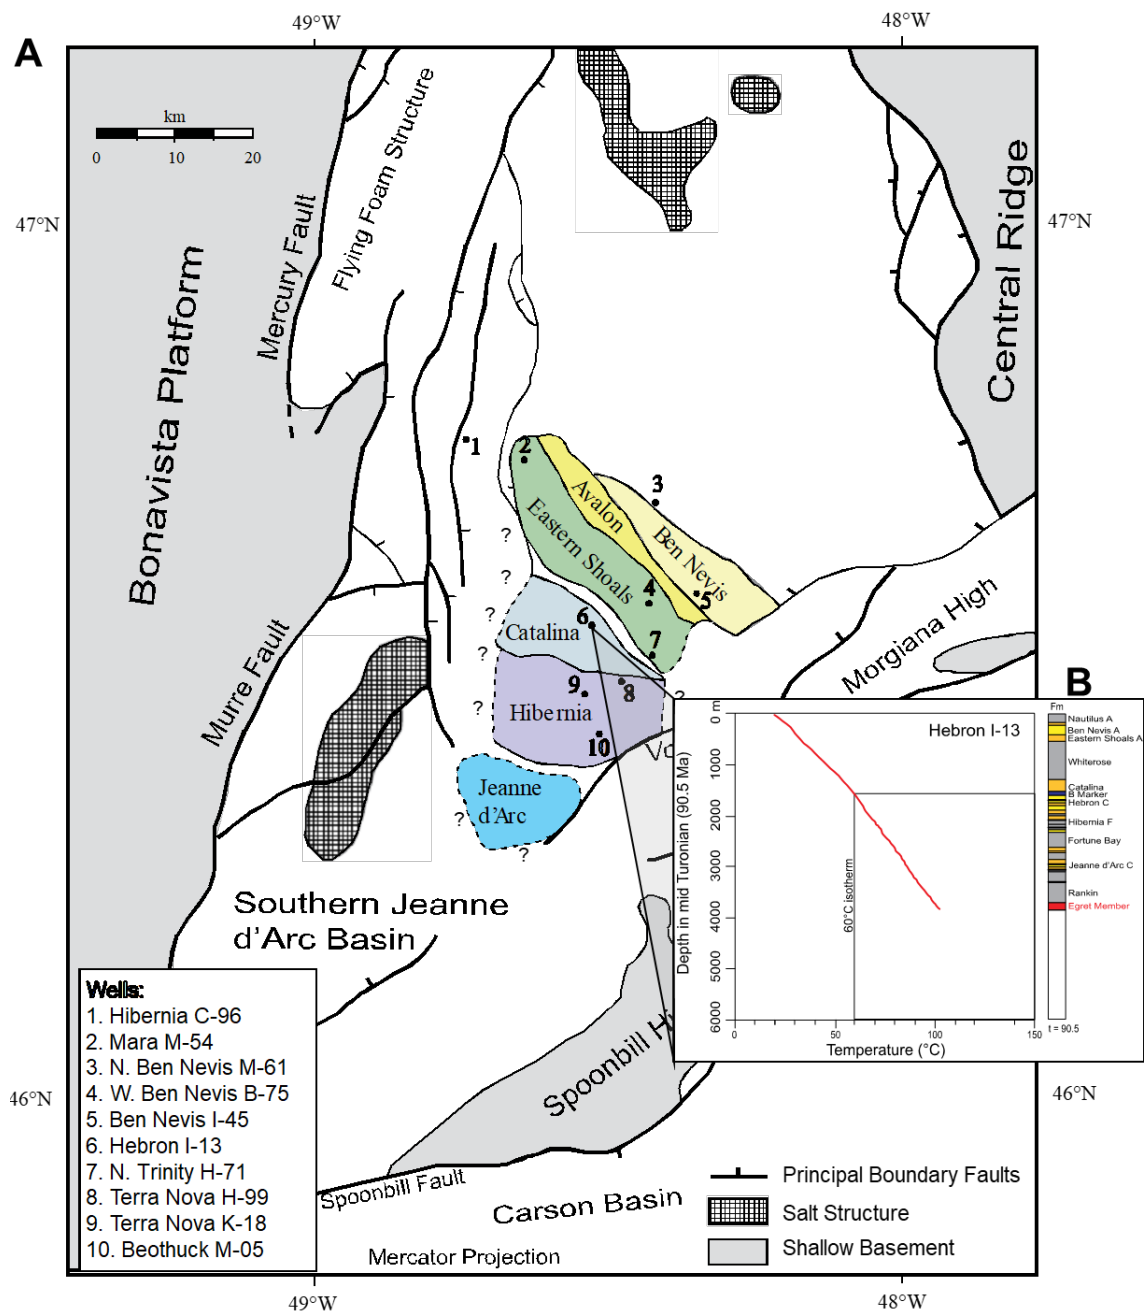 A
49°W
48°W
km
0 10 20
Flying Foam Structure
Mercury Fault
47°N
47°N
Bonavista Platform
Central Ridge
1
2
3
Avalon
Ben Nevis
Eastern Shoals
?
4
5
?
?
6
Catalina
7
Morgiana High
Murre Fault
?
9
8
?
?
Hibernia
10
Jeanne
d'Arc
?
?
Southern Jeanne
d'Arc Basin
B
Hebron I-13
Fm
0 m
1000
2000
3000
4000
5000
6000
Depth in mid Turonian (90.5 Ma)
60°C isotherm
0 50 100 150
Temperature (°C)
Nautilus A
Ben Nevis A
Eastern Shoals A
Whiterose
Catalina
B Marker
Hebron C
Hibernia F
Fortune Bay
Jeanne d'Arc C
Rankin
Egret Member
t = 90.5
Wells:
1. Hibernia C-96
2. Mara M-54
3. N. Ben Nevis M-61
4. W. Ben Nevis B-75
5. Ben Nevis I-45
6. Hebron I-13
7. N. Trinity H-71
8. Terra Nova H-99
9. Terra Nova K-18
10. Beothuck M-05
46°N
46°N
Spoonbill Hi
Spoonbill Fault
Carson Basin
Mercator Projection
Principal Boundary Faults
Salt Structure
Shallow Basement
49°W
48°W